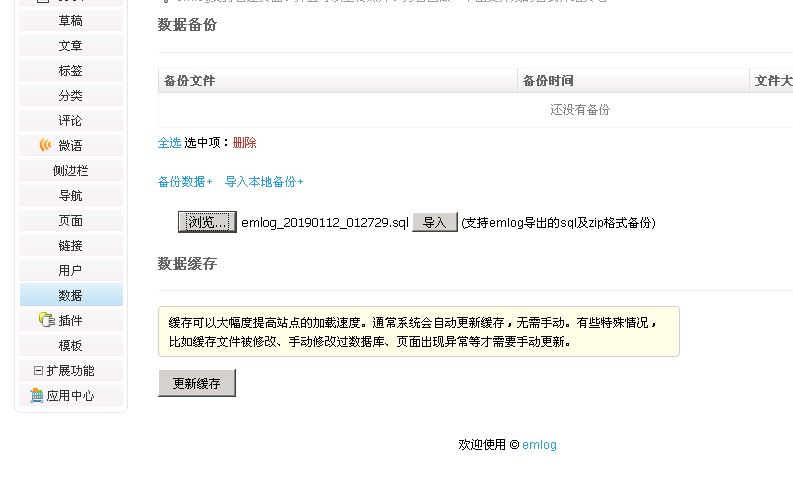 数据备份
备份文件 备份时间 文件大
还没有备份
全选 选中项：删除
备份数据+ 导入本地备份+
浏览... emlog_20190112_012729.sql 导入 (支持emlog导出的sql及zip格式备份)
数据缓存
缓存可以大幅度提高站点的加载速度。通常系统会自动更新缓存，无需手动。有些特殊情况，
比如缓存文件被修改、手动修改过数据库、页面出现异常等才需要手动更新。
更新缓存
欢迎使用 © emlog
草稿
文章
标签
分类
评论
微语
侧边栏
导航
页面
链接
用户
数据
插件
模板
扩展功能
应用中心